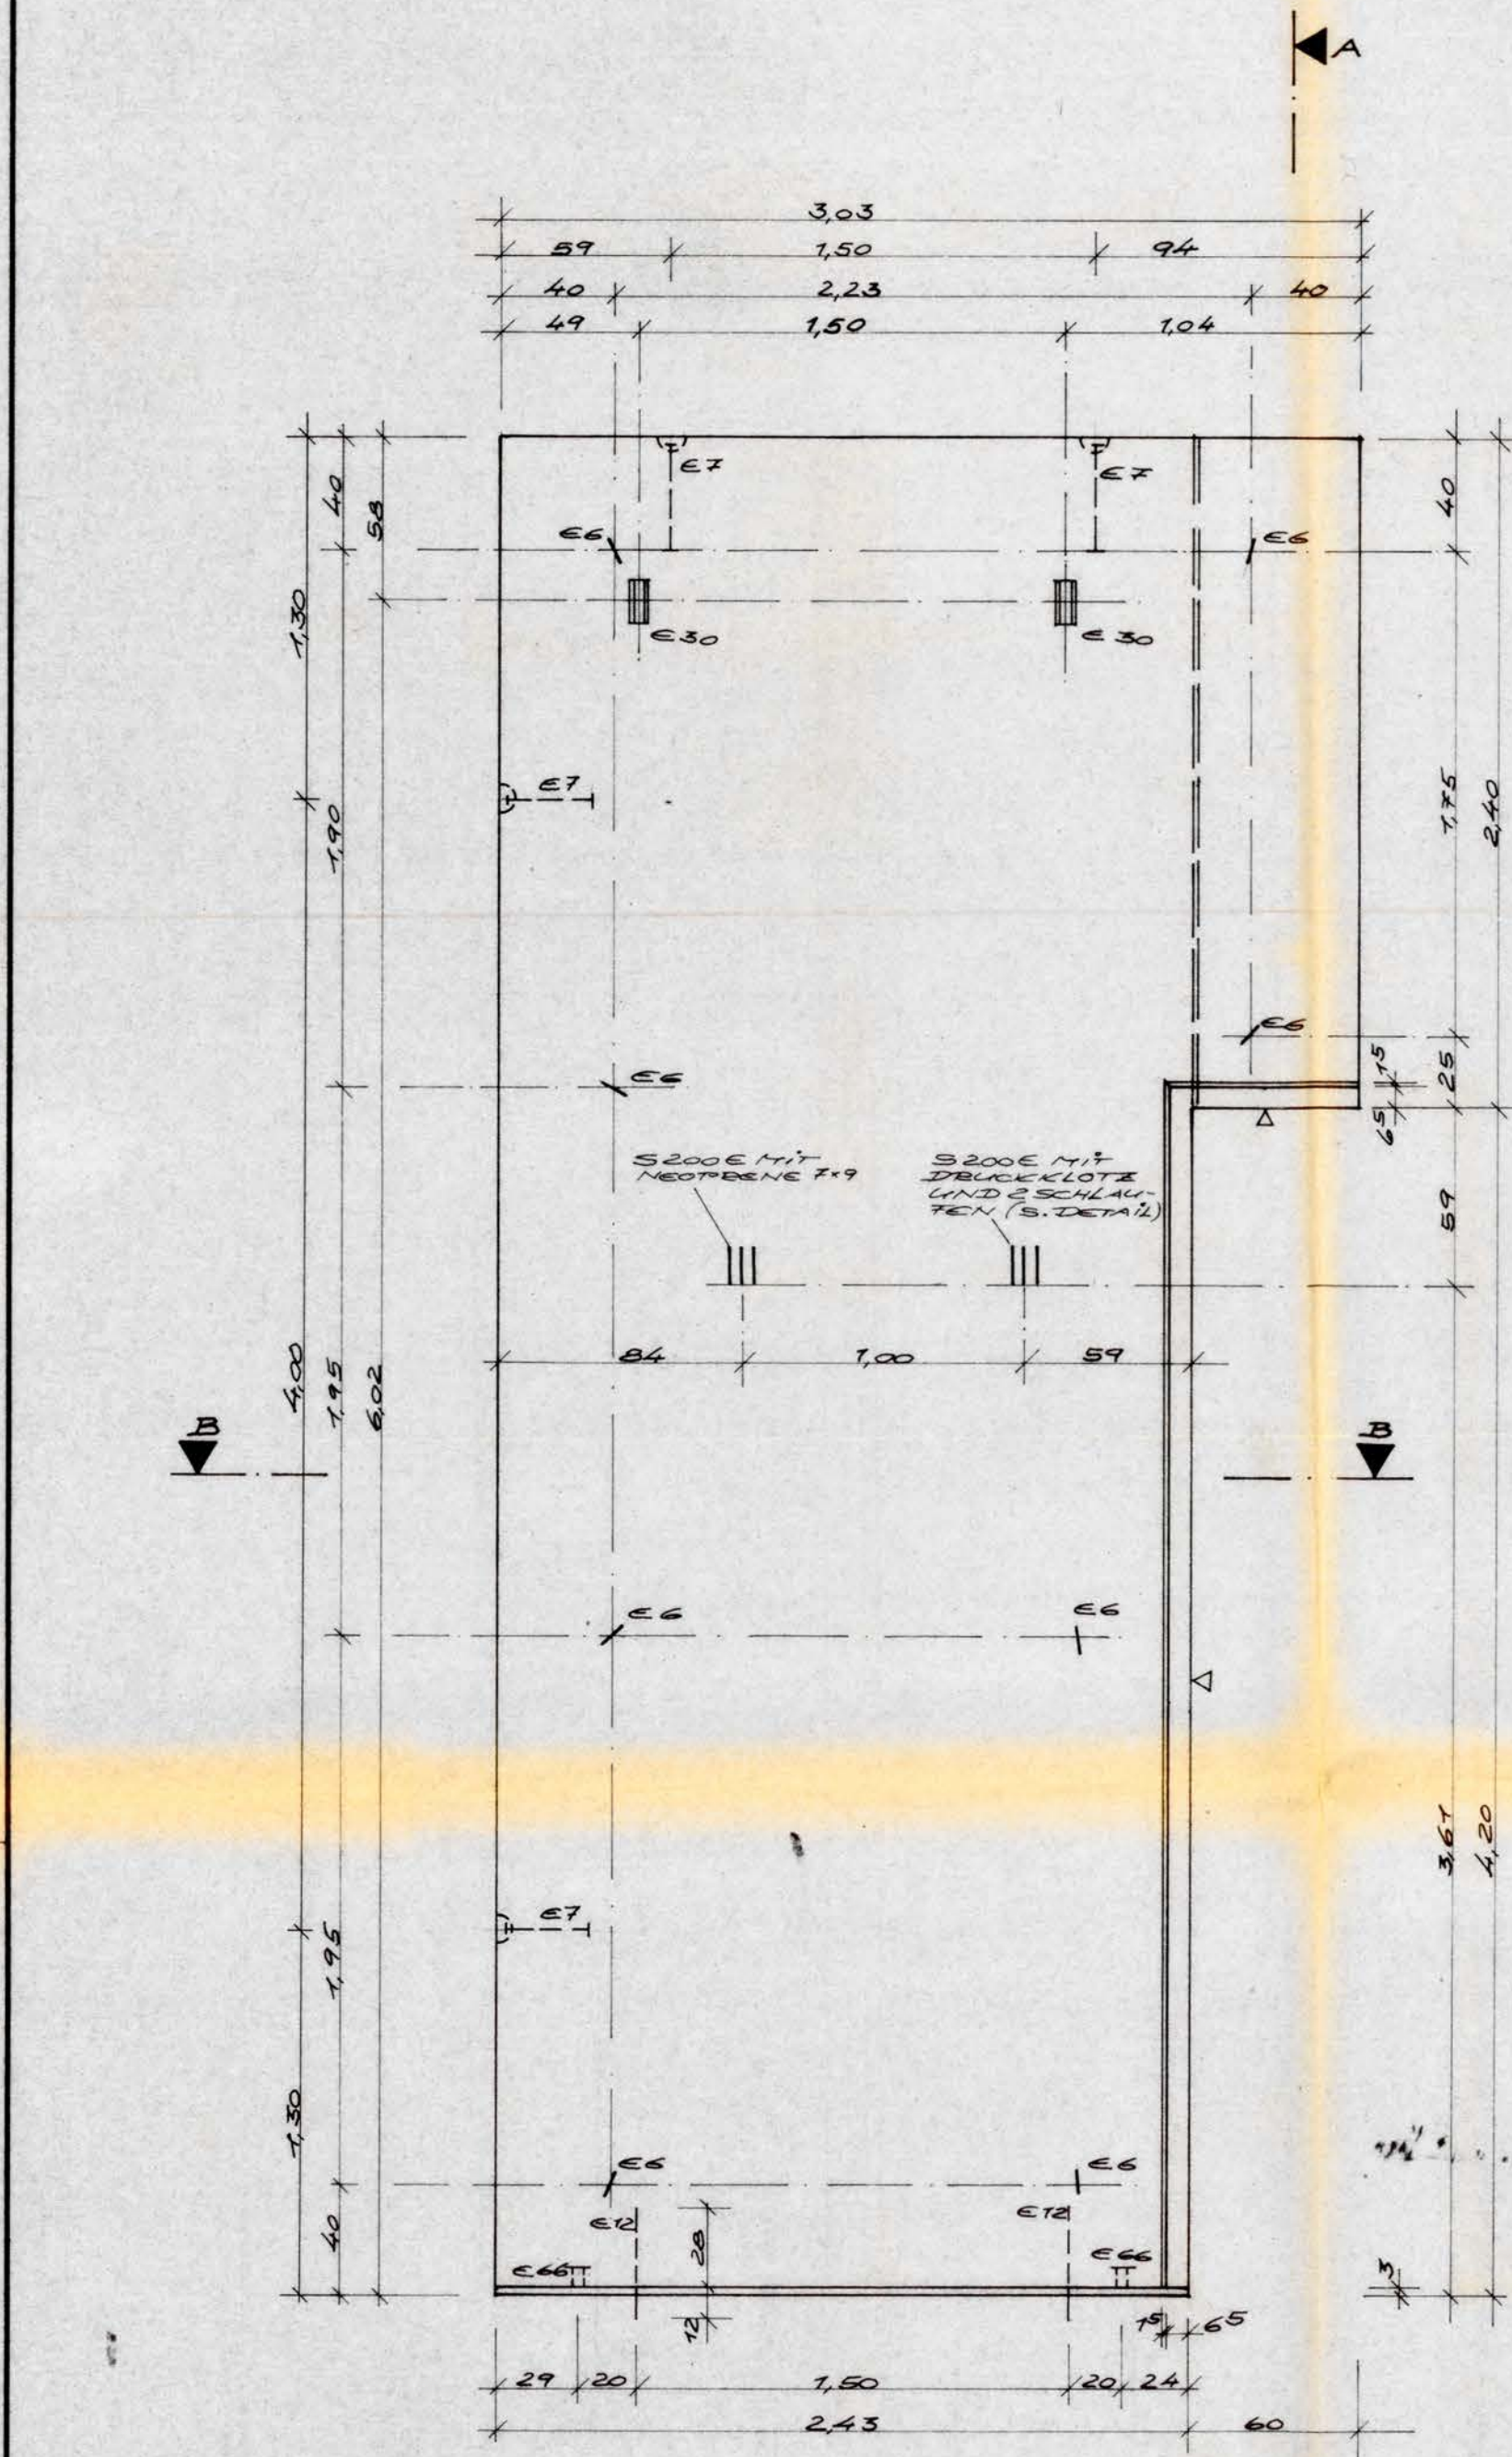 A
3,03
59 1,50 94
40 2,23 40
49 1,50 1,04
E7 E7
40 58 40
E6 E6
E30 E30
1,30
E7
1,90 1,75 2,40
E6
E6
15
25
6⁵
S200E MIT
NEOPRENE 7×9
S200E MIT
DRUCKKLOTZ
UND 2 SCHLAU-
FEN (S. DETAIL)
59
84 1,00 59
4,00 1,95 6,02
B B
E6 E6
3,61 4,20
E7
1,95
1,30
E6 E6
E12 E12
40 28
E66 E66
3
12
1⁵ 6⁵
29 20 1,50 20 24
2,43 60